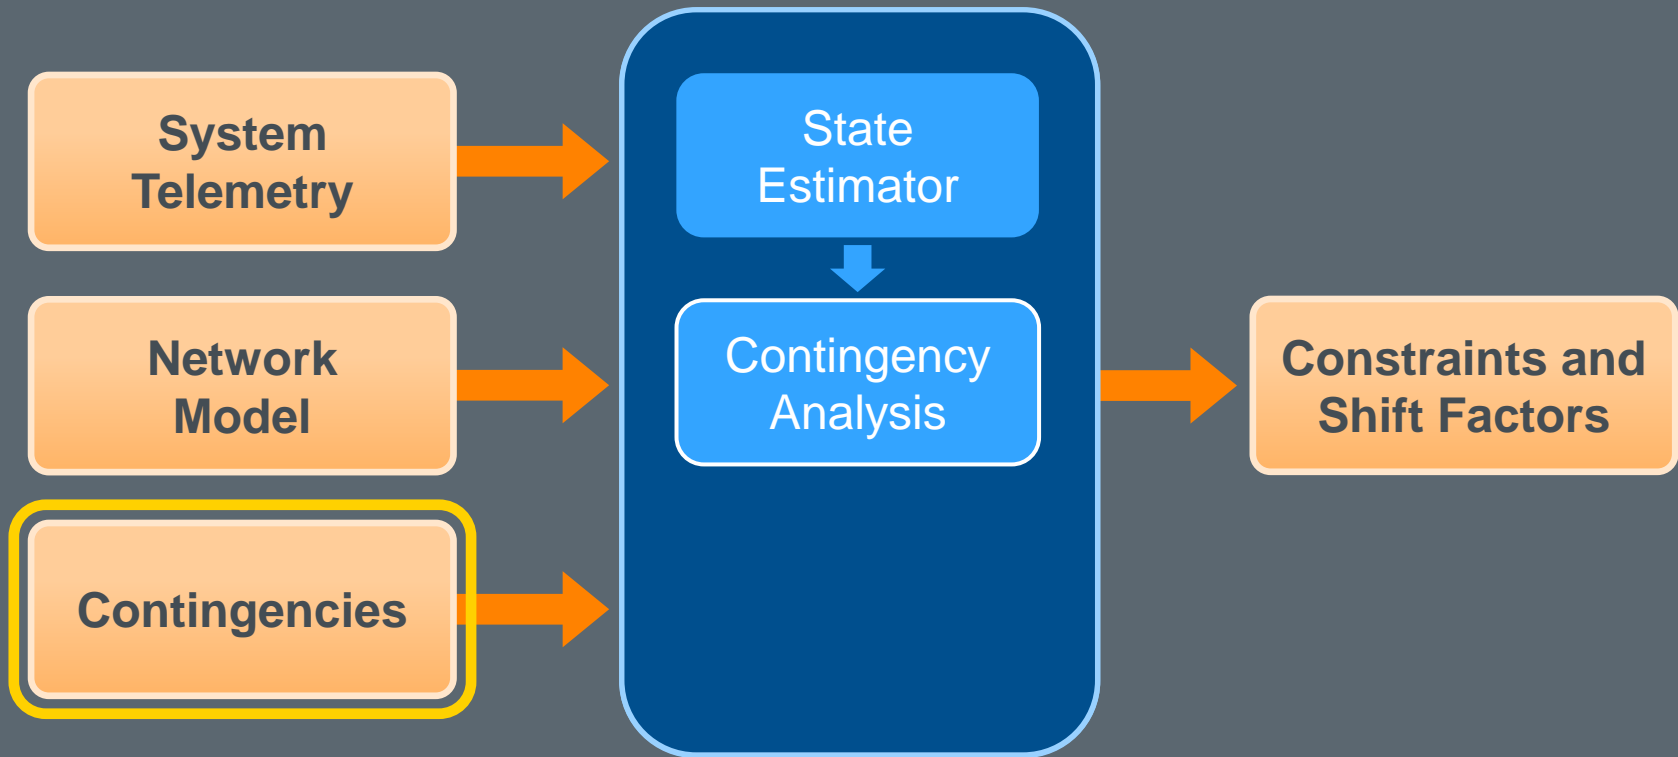 System
Telemetry
Network
Model
Contingencies
State
Estimator
Contingency
Analysis
Constraints and
Shift Factors